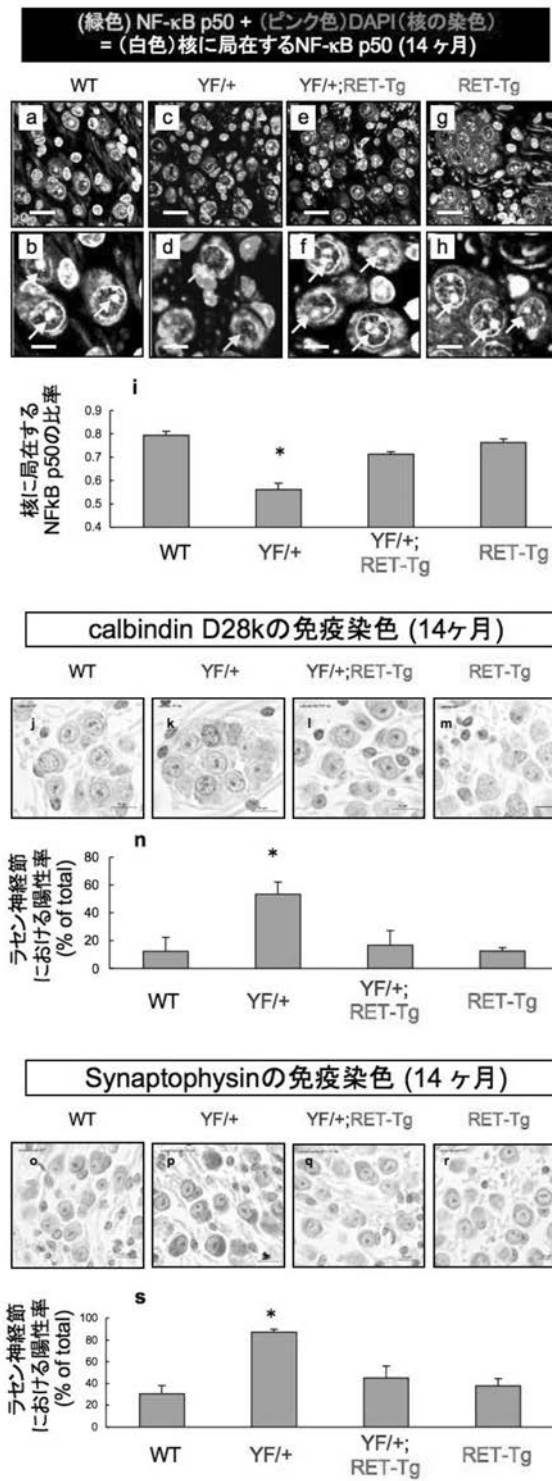 (緑色) NF-κB p50 + (ピンク色)DAPI(核の染色)
= (白色)核に局在するNF-kB p50 (14ヶ月)
WT YF/+ YF/+;RET-Tg RET-Tg
a c e g
b d f h
i
核に局在する
NFkB p50の比率
0.9
0.8
0.7
0.6
0.5
0.4
*
WT YF/+ YF/+;
RET-Tg RET-Tg
calbindin D28kの免疫染色 (14ヶ月)
WT YF/+ YF/+;RET-Tg RET-Tg
j k l m
n
ラセン神経節
における陽性率
(% of total)
80
60
40
20
0
*
WT YF/+ YF/+;
RET-Tg RET-Tg
Synaptophysinの免疫染色 (14 ヶ月)
WT YF/+ YF/+;RET-Tg RET-Tg
o p q r
s
ラセン神経節
における陽性率
(% of total)
100
80
60
40
20
0
*
WT YF/+ YF/+;
RET-Tg RET-Tg